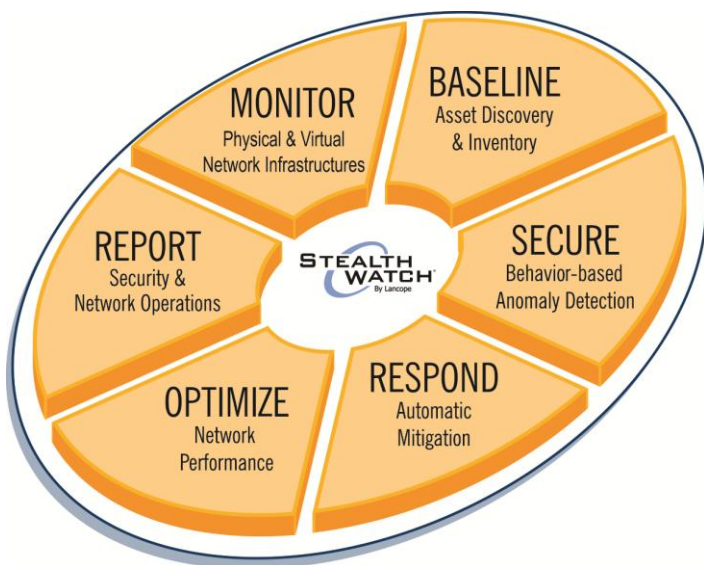 MONITOR
Physical & Virtual
Network Infrastructures
BASELINE
Asset Discovery
& Inventory
SECURE
Behavior-based
Anomaly Detection
RESPOND
Automatic
Mitigation
OPTIMIZE
Network
Performance
REPORT
Security &
Network Operations
STEALTH
WATCH®
By Lancope